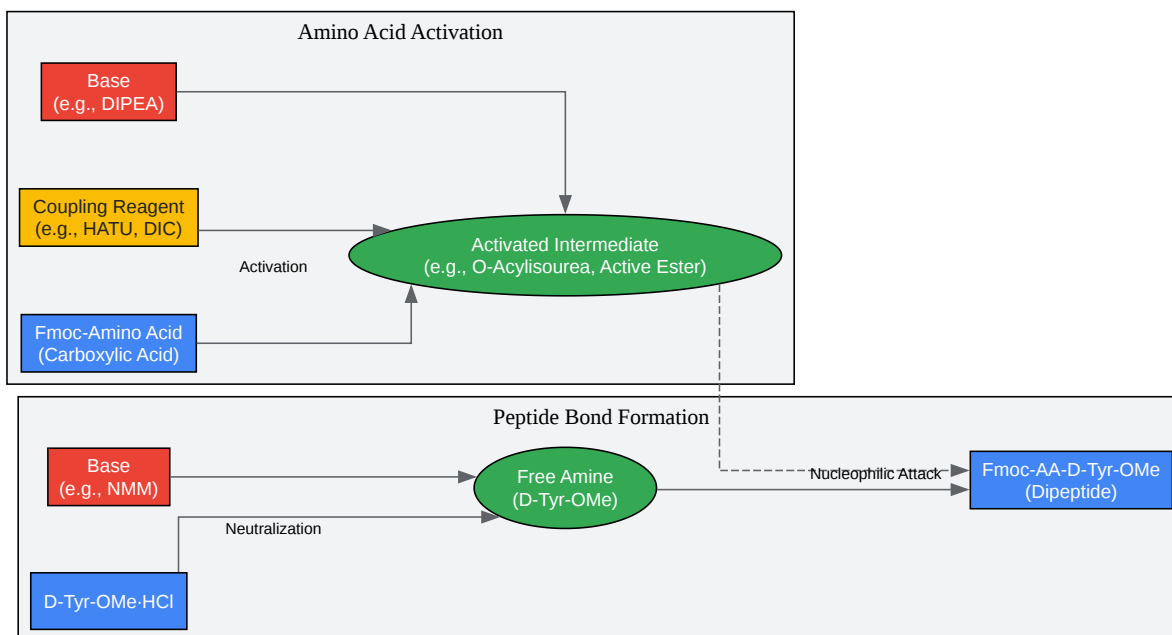 Amino Acid Activation
Base
(e.g., DIPEA)
Coupling Reagent
(e.g., HATU, DIC)
Activation
Activated Intermediate
(e.g., O-Acylisourea, Active Ester)
Fmoc-Amino Acid
(Carboxylic Acid)
Peptide Bond Formation
Base
(e.g., NMM)
Neutralization
Free Amine
(D-Tyr-OMe)
Nucleophilic Attack
Fmoc-AA-D-Tyr-OMe
(Dipeptide)
D-Tyr-OMe·HCl